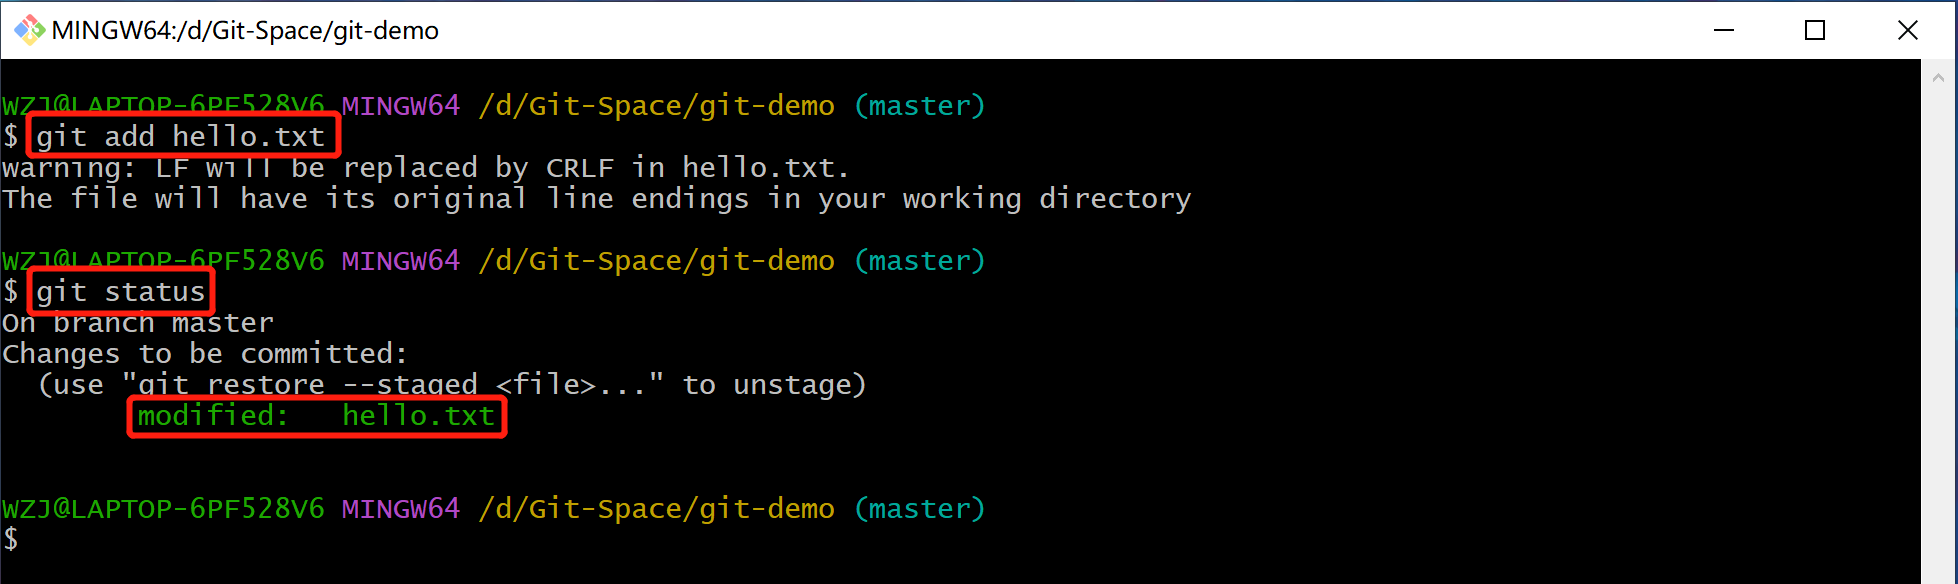 MINGW64:/d/Git-Space/git-demo
WZJ@LAPTOP-6PF528V6 MINGW64 /d/Git-Space/git-demo (master)
$ git add hello.txt
warning: LF will be replaced by CRLF in hello.txt.
The file will have its original line endings in your working directory
WZJ@LAPTOP-6PF528V6 MINGW64 /d/Git-Space/git-demo (master)
$ git status
On branch master
Changes to be committed:
  (use "git restore --staged <file>..." to unstage)
        modified:   hello.txt
WZJ@LAPTOP-6PF528V6 MINGW64 /d/Git-Space/git-demo (master)
$